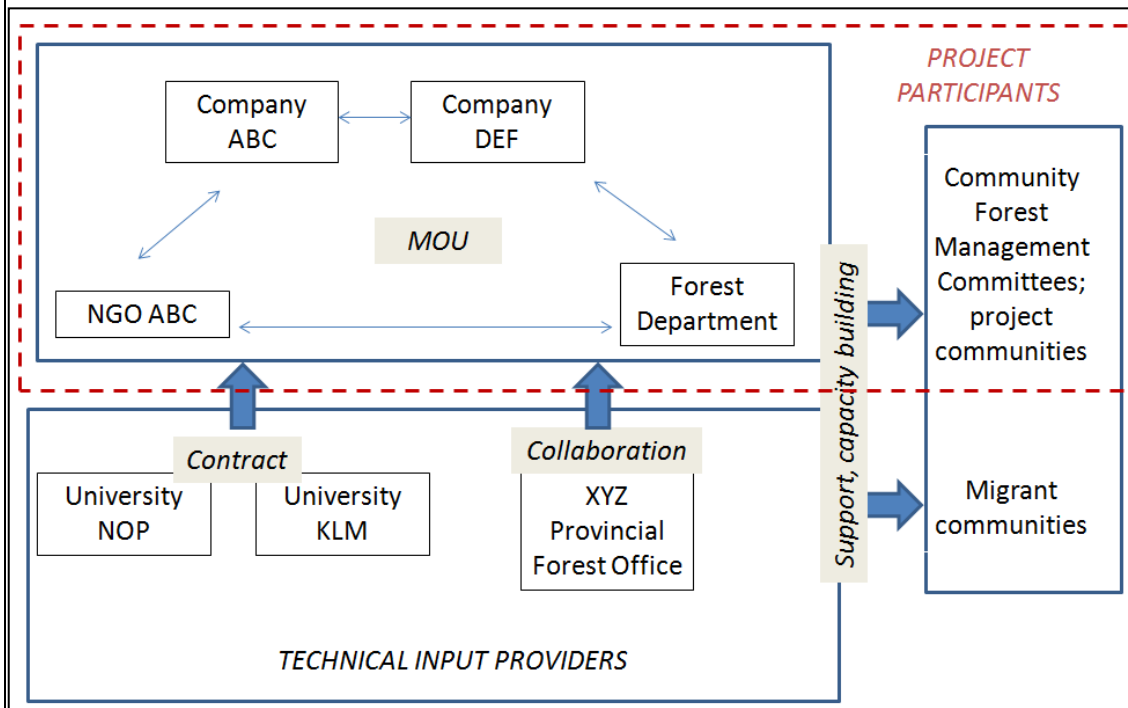 PROJECT
PARTICIPANTS
Company
ABC
Company
DEF
MOU
NGO ABC
Forest
Department
Community
Forest
Management
Committees;
project
communities
Support, capacity building
Contract
Collaboration
University
NOP
University
KLM
XYZ
Provincial
Forest Office
Migrant
communities
TECHNICAL INPUT PROVIDERS